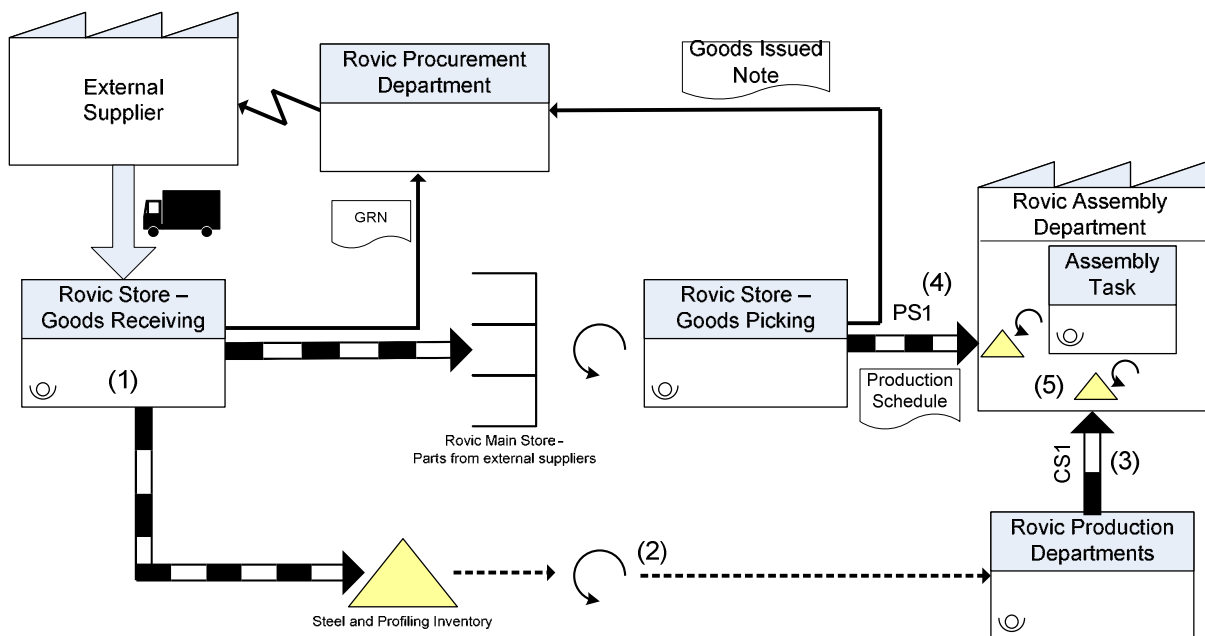 External
Supplier
Rovic Procurement
Department
Goods Issued
Note
GRN
Rovic Assembly
Department
Assembly
Task
Rovic Store –
Goods Receiving
(1)
Rovic Main Store–
Parts from external suppliers
Rovic Store –
Goods Picking
(4)
PS1
Production
Schedule
(5)
CS1
(3)
Steel and Profiling Inventory
(2)
Rovic Production
Departments